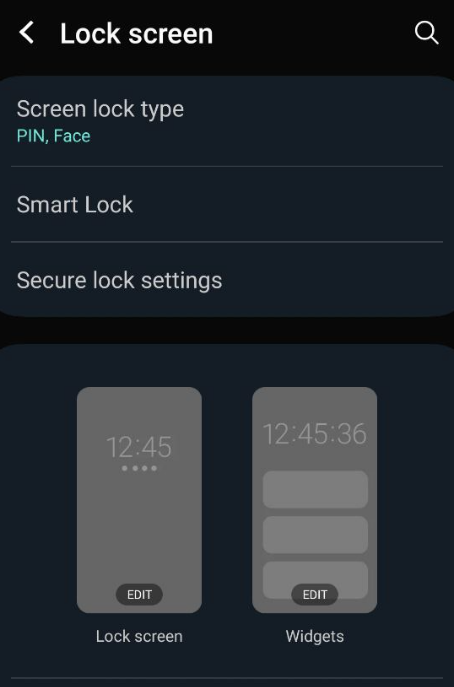 Lock screen
Screen lock type
PIN, Face
Smart Lock
Secure lock settings
12:45
12:45:36
EDIT
EDIT
Lock screen
Widgets